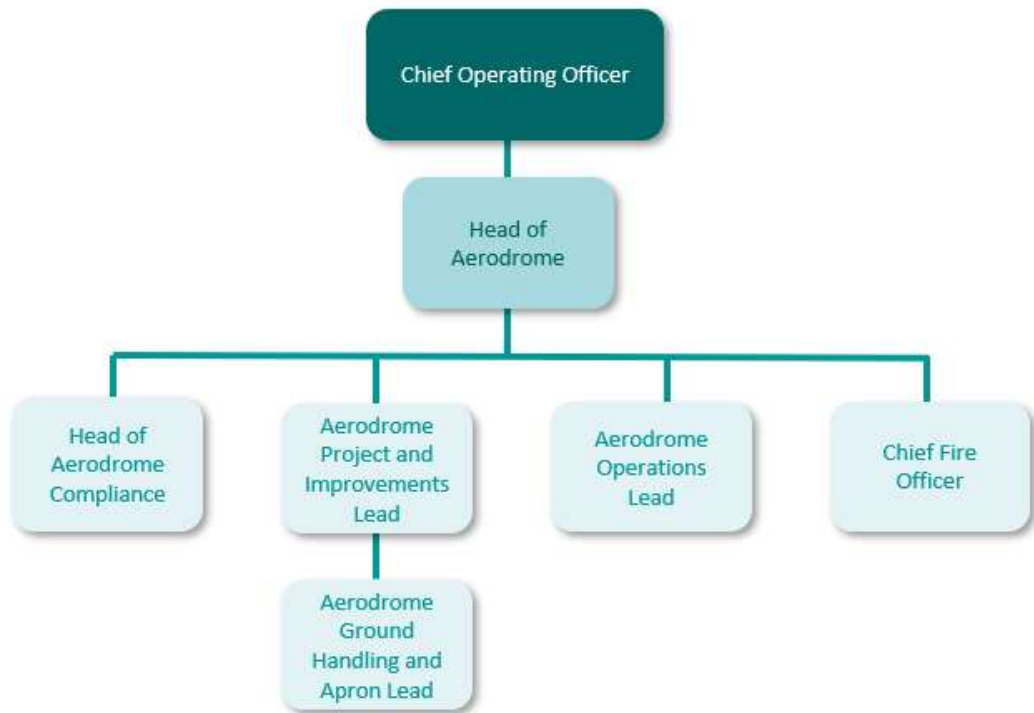 Chief Operating Officer
Head of
Aerodrome
Head of
Aerodrome
Compliance
Aerodrome
Project and
Improvements
Lead
Aerodrome
Operations
Lead
Chief Fire
Officer
Aerodrome
Ground
Handling and
Apron Lead